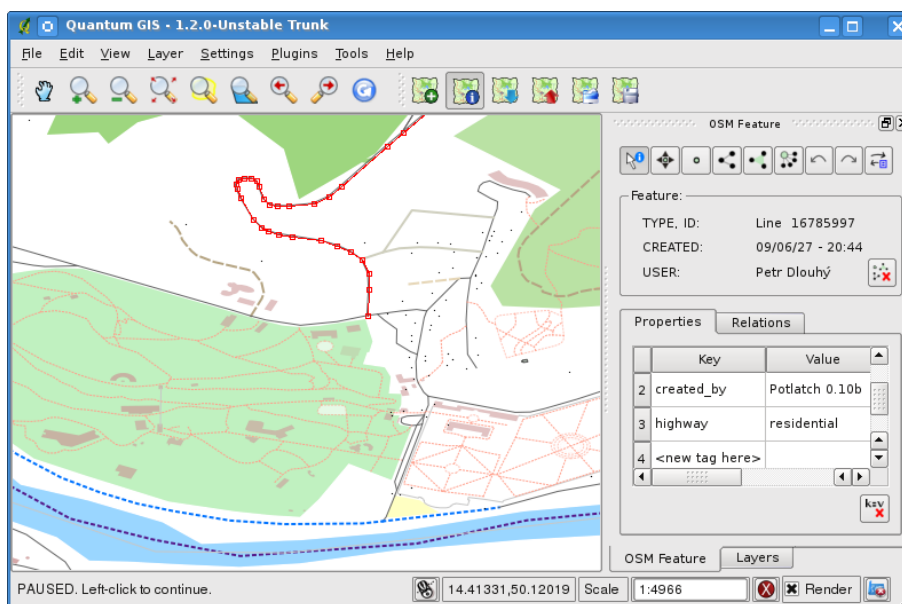 Quantum GIS - 1.2.0-Unstable Trunk
File Edit View Layer Settings Plugins Tools Help
OSM Feature
Feature:
TYPE, ID: Line 16785997
CREATED: 09/06/27 - 20:44
USER: Petr Dlouhý
Properties Relations
Key Value
2 created_by Potlatch 0.10b
3 highway residential
4 <new tag here>
k=v
OSM Feature Layers
PAUSED. Left-click to continue. 14.41331,50.12019 Scale 1:4966 Render